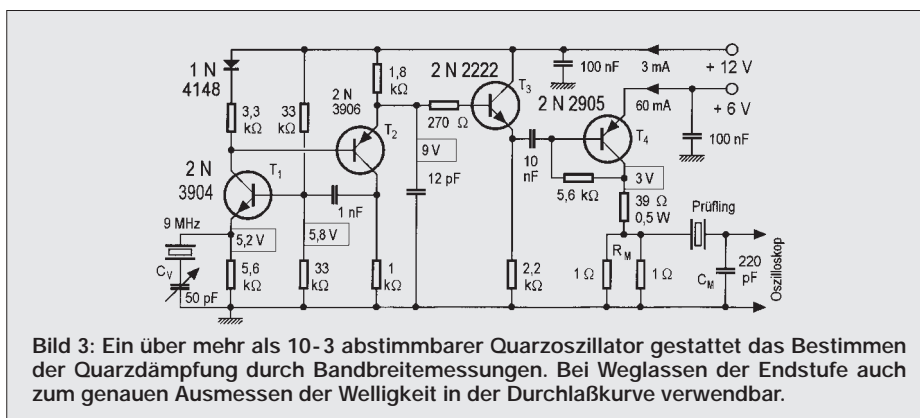 1 N
4148
3,3
kΩ
33
kΩ
2 N
3906
1,8
kΩ
T2
2 N 2222
T3
270 Ω
9 V
12 pF
100 nF
3 mA
+ 12 V
2 N 2905
60 mA
+ 6 V
T4
100 nF
10
nF
5,6 kΩ
3 V
39 Ω
0,5 W
2 N
3904
T1
1 nF
9 MHz
5,2 V
5,8 V
CV
50 pF
5,6
kΩ
33
kΩ
1
kΩ
2,2
kΩ
1 Ω
RM
1 Ω
Prüfling
CM
220
pF
Oszilloskop
Bild 3: Ein über mehr als 10-3 abstimmbarer Quarzoszillator gestattet das Bestimmen
der Quarzdämpfung durch Bandbreitemessungen. Bei Weglassen der Endstufe auch
zum genauen Ausmessen der Welligkeit in der Durchlaßkurve verwendbar.